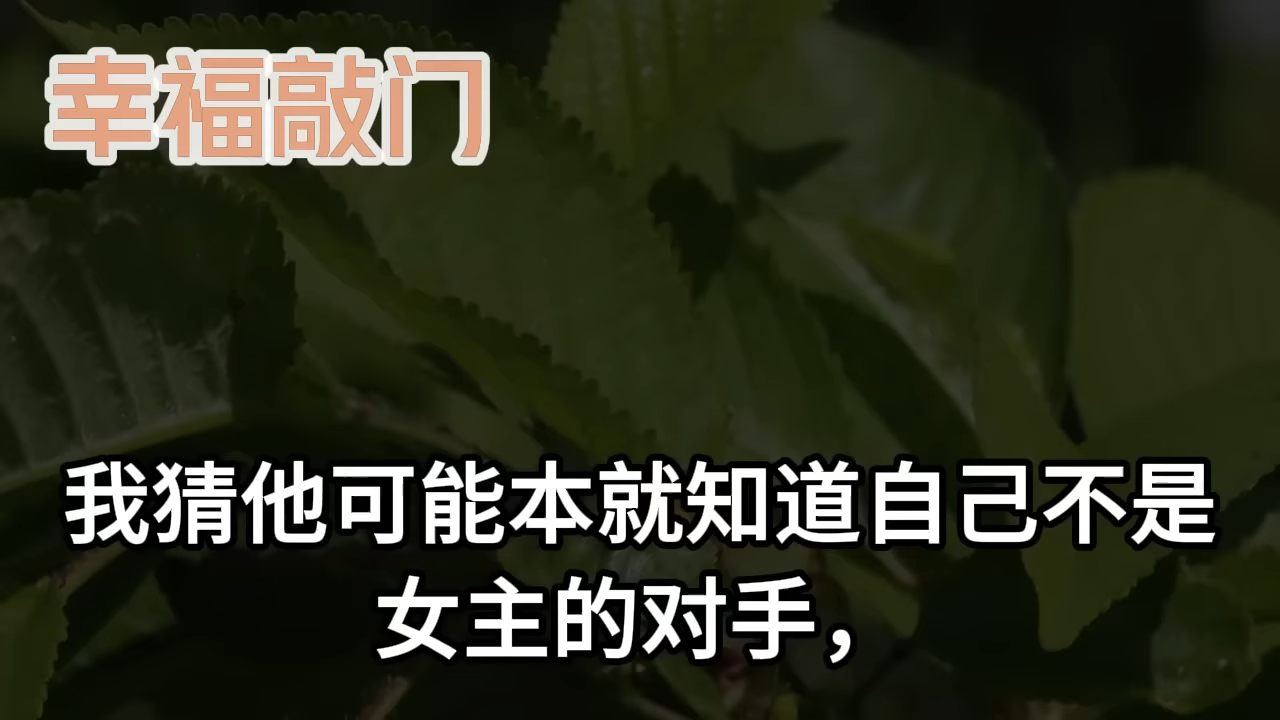 幸福敲门
我猜他可能本就知道自己不是
女主的对手，